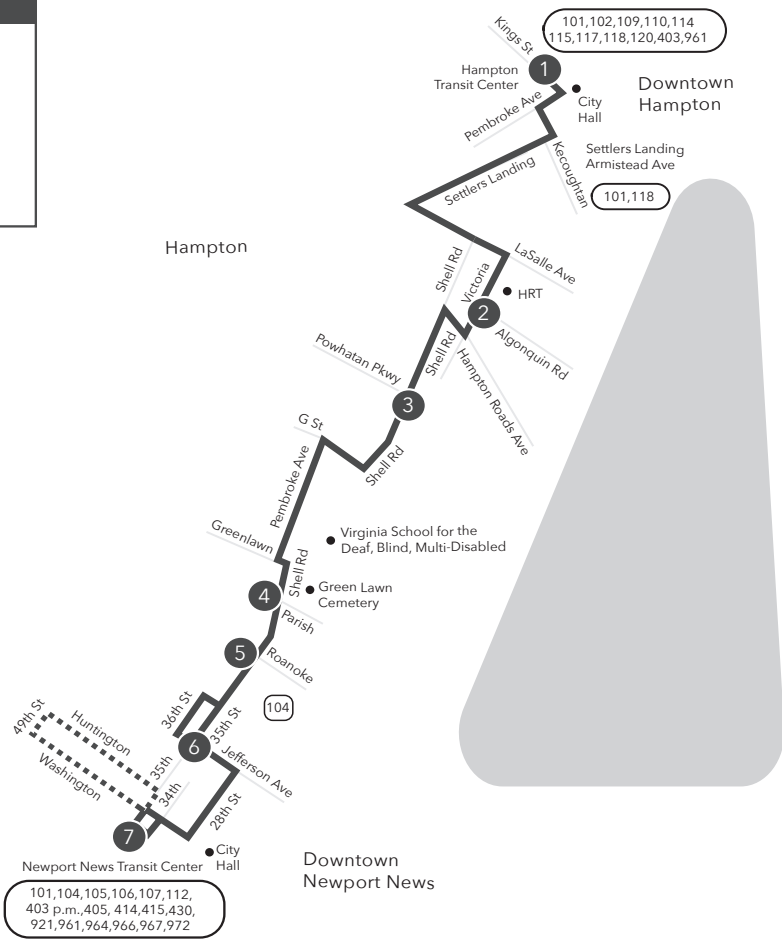 101,102,109,110,114
115,117,118,120,403,961
Kings St
1
Hampton
Transit Center
City
Hall
Downtown
Hampton
Pembroke Ave
Settlers Landing
Armistead Ave
Kecoughtan
Settlers Landing
101,118
Hampton
Shell Rd
Victoria
LaSalle Ave
HRT
2
Algonquin Rd
Shell Rd
Hampton Roads Ave
Powhatan Pkwy
3
G St
Shell Rd
Pembroke Ave
Greenlawn
Virginia School for the
Deaf, Blind, Multi-Disabled
Shell Rd
4
Green Lawn
Cemetery
Parish
5
Roanoke
104
36th St
35th St
49th St
Huntington
Washington
6
Jefferson Ave
35th
34th
28th St
7
Newport News Transit Center
City
Hall
Downtown
Newport News
101,104,105,106,107,112,
403 p.m.,405, 414,415,430,
921,961,964,966,967,972